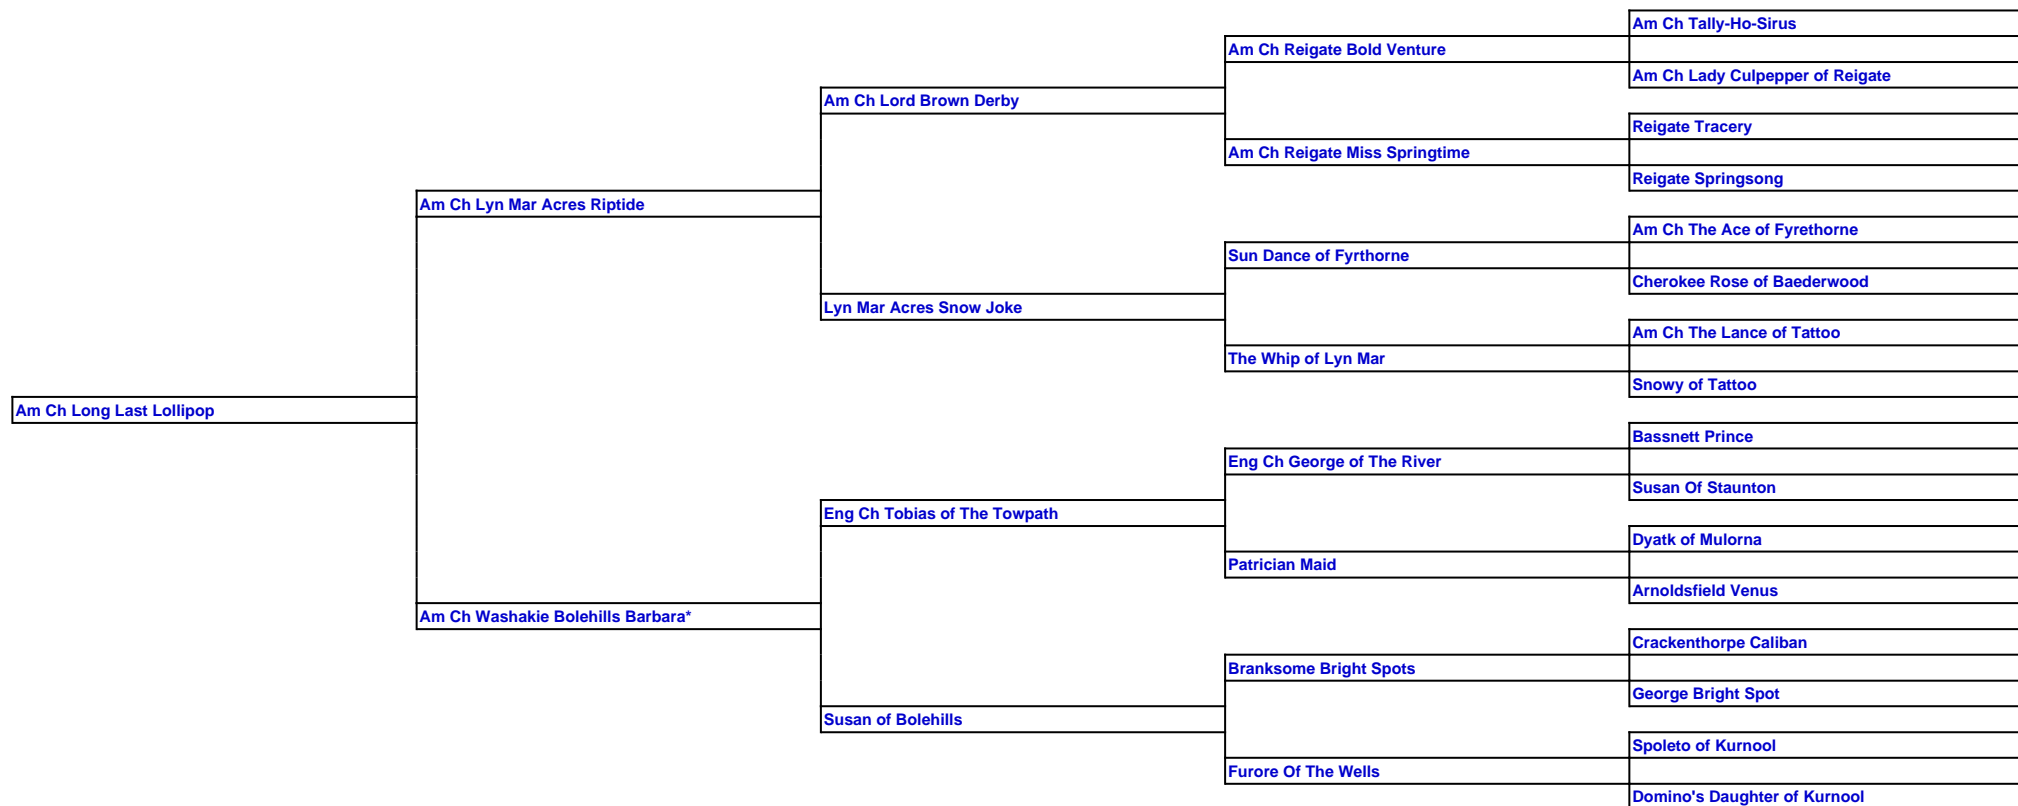 Am Ch Tally-Ho-Sirus
Am Ch Reigate Bold Venture
Am Ch Lady Culpepper of Reigate
Am Ch Lord Brown Derby
Reigate Tracery
Am Ch Reigate Miss Springtime
Reigate Springsong
Am Ch Lyn Mar Acres Riptide
Am Ch The Ace of Fyrethorne
Sun Dance of Fyrthorne
Cherokee Rose of Baederwood
Lyn Mar Acres Snow Joke
Am Ch The Lance of Tattoo
The Whip of Lyn Mar
Snowy of Tattoo
Am Ch Long Last Lollipop
Bassnett Prince
Eng Ch George of The River
Susan Of Staunton
Eng Ch Tobias of The Towpath
Dyatk of Mulorna
Patrician Maid
Arnoldsfield Venus
Am Ch Washakie Bolehills Barbara*
Crackenthorpe Caliban
Branksome Bright Spots
George Bright Spot
Susan of Bolehills
Spoleto of Kurnool
Furore Of The Wells
Domino's Daughter of Kurnool